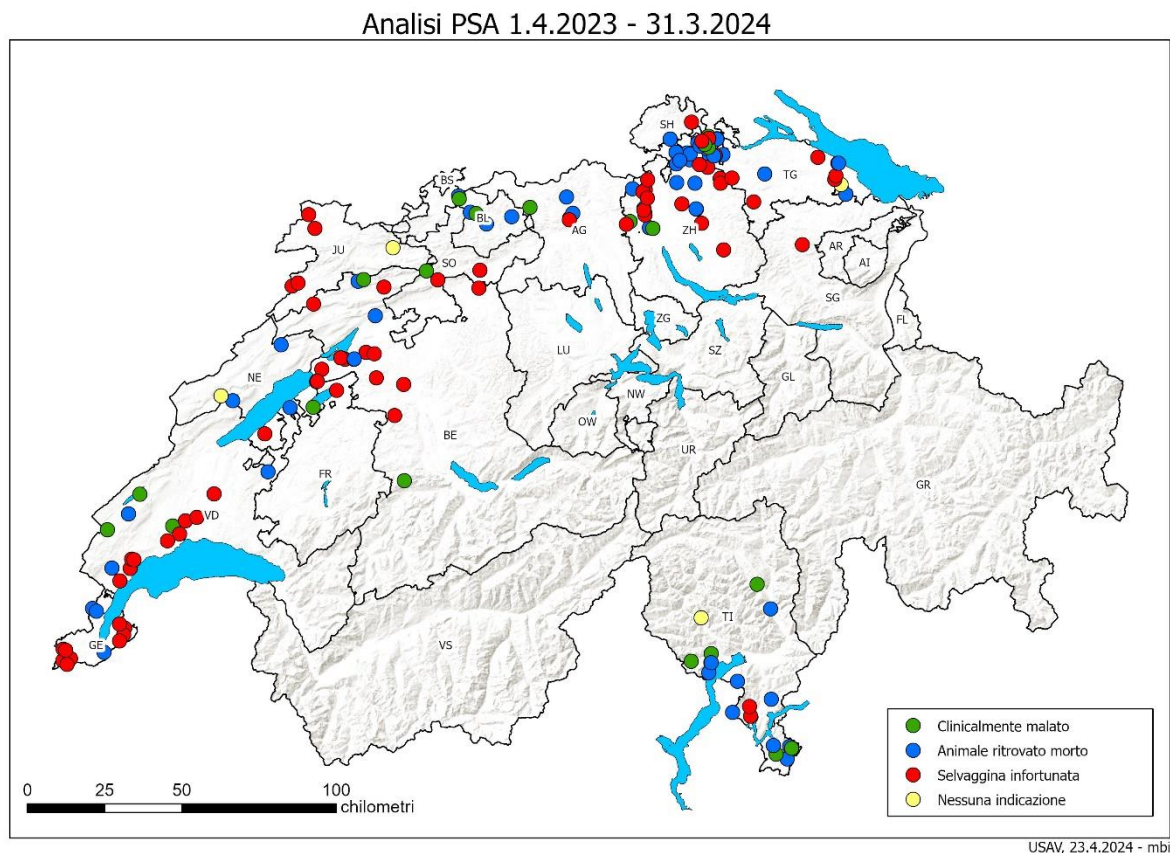 Analisi PSA 1.4.2023 - 31.3.2024
SH
BS
TG
BL
AG
ZH
JU
SO
AR
AI
SG
FL
ZG
LU
SZ
NE
GL
NW
OW
BE
UR
FR
GR
VD
TI
GE
VS
Clinicalmente malato
Animale ritrovato morto
Selvaggina infortunata
Nessuna indicazione
0 25 50 100
chilometri
USAV, 23.4.2024 - mbi